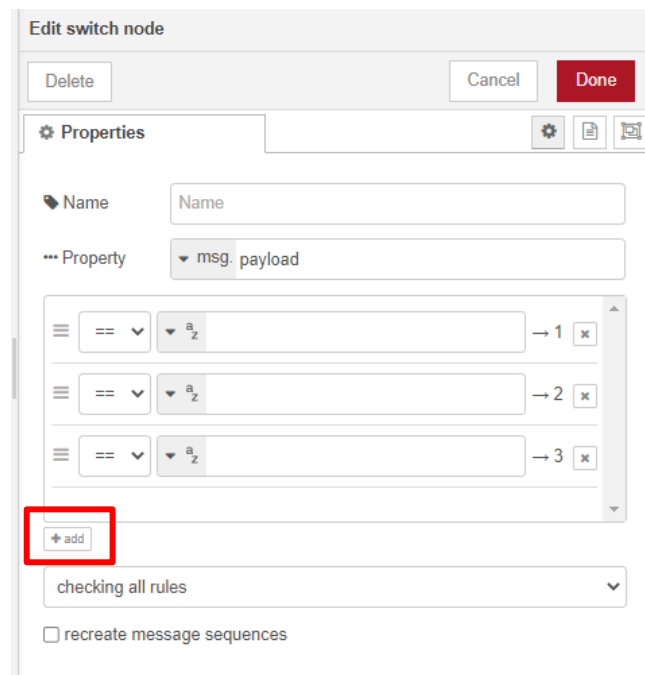 Edit switch node
Delete Cancel Done
Properties
Name Name
Property msg. payload
== a z → 1 x
== a z → 2 x
== a z → 3 x
+ add
checking all rules
recreate message sequences